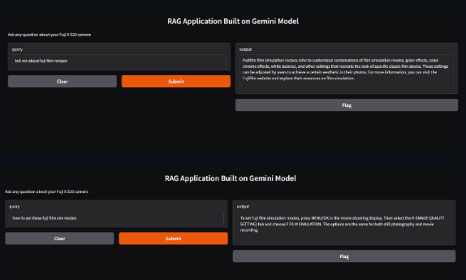 RAG Application Built on Gemini Model
Ask any question about your Fuji X S20 camera
query
tell me about fuji film recipes
Clear
Submit
output
Fujifilm film simulation recipes refer to customized combinations of film simulation modes, grain effects, color
chrome effects, white balance, and other settings that recreate the look of specific classic film stocks. These settings
can be adjusted by users to achieve a certain aesthetic in their photos. For more information, you can visit the
Fujifilm website and explore their resources on film simulation.
Flag
RAG Application Built on Gemini Model
Ask any question about your Fuji X S20 camera
query
how to set these fuji film sim modes
Clear
Submit
output
To set Fuji film simulation modes, press MENU/OK in the movie shooting display. Then select the IMAGE QUALITY
SETTING tab and choose FILM SIMULATION. The options are the same for both still photography and movie
recording.
Flag